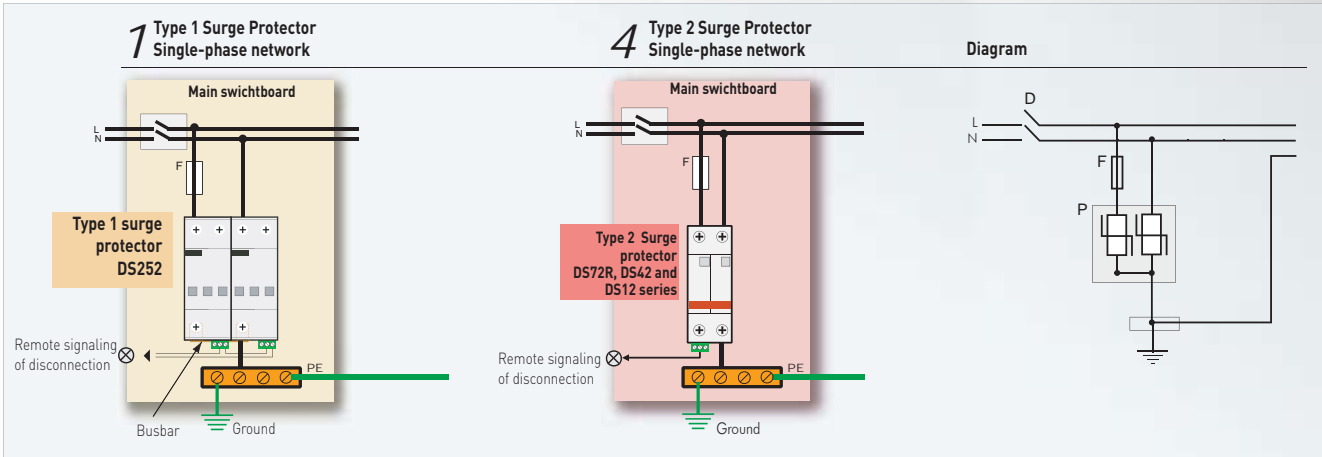 1 Type 1 Surge Protector
Single-phase network
Main swichtboard
L
N
F
Type 1 surge
protector
DS252
Remote signaling
of disconnection
PE
Busbar
Ground
4 Type 2 Surge Protector
Single-phase network
Main swichtboard
L
N
F
Type 2 Surge
protector
DS72R, DS42 and
DS12 series
Remote signaling
of disconnection
PE
Ground
Diagram
D
L
N
F
P